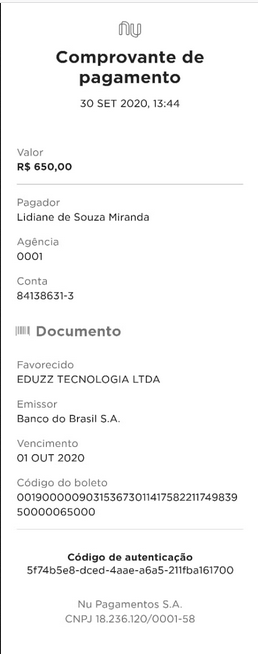 nu
Comprovante de
pagamento
30 SET 2020, 13:44
Valor
R$ 650,00
Pagador
Lidiane de Souza Miranda
Agência
0001
Conta
84138631-3
Documento
Favorecido
EDUZZ TECNOLOGIA LTDA
Emissor
Banco do Brasil S.A.
Vencimento
01 OUT 2020
Código do boleto
001900000903153673011417582211749839
50000065000
Código de autenticação
5f74b5e8-dced-4aae-a6a5-211fba161700
Nu Pagamentos S.A.
CNPJ 18.236.120/0001-58